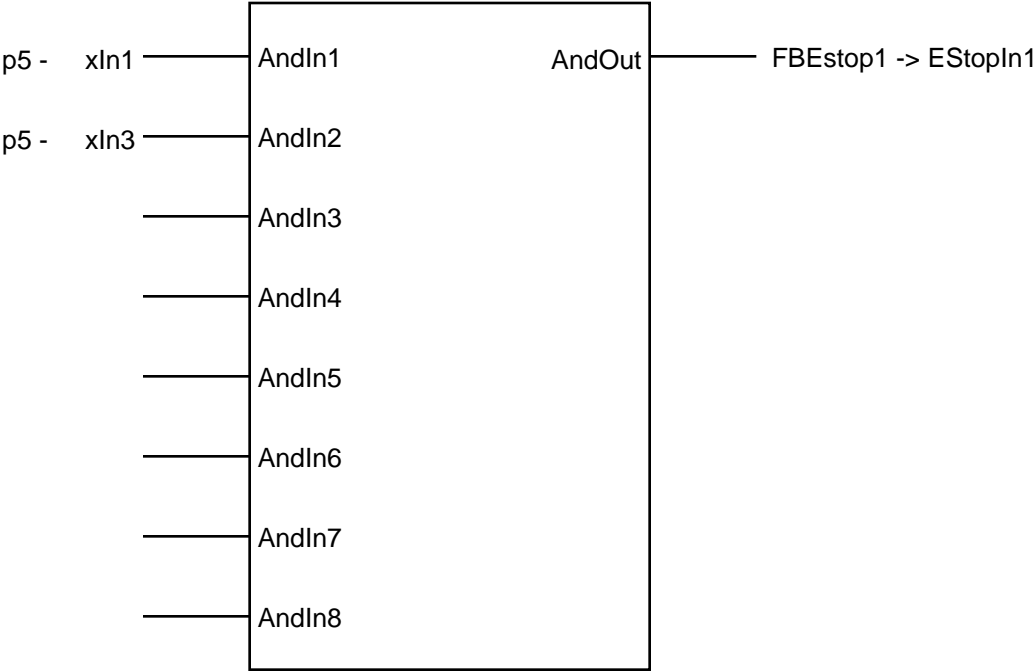 p5 - xIn1 AndIn1 AndOut FBEstop1 -> EStopIn1
p5 - xIn3 AndIn2
AndIn3
AndIn4
AndIn5
AndIn6
AndIn7
AndIn8